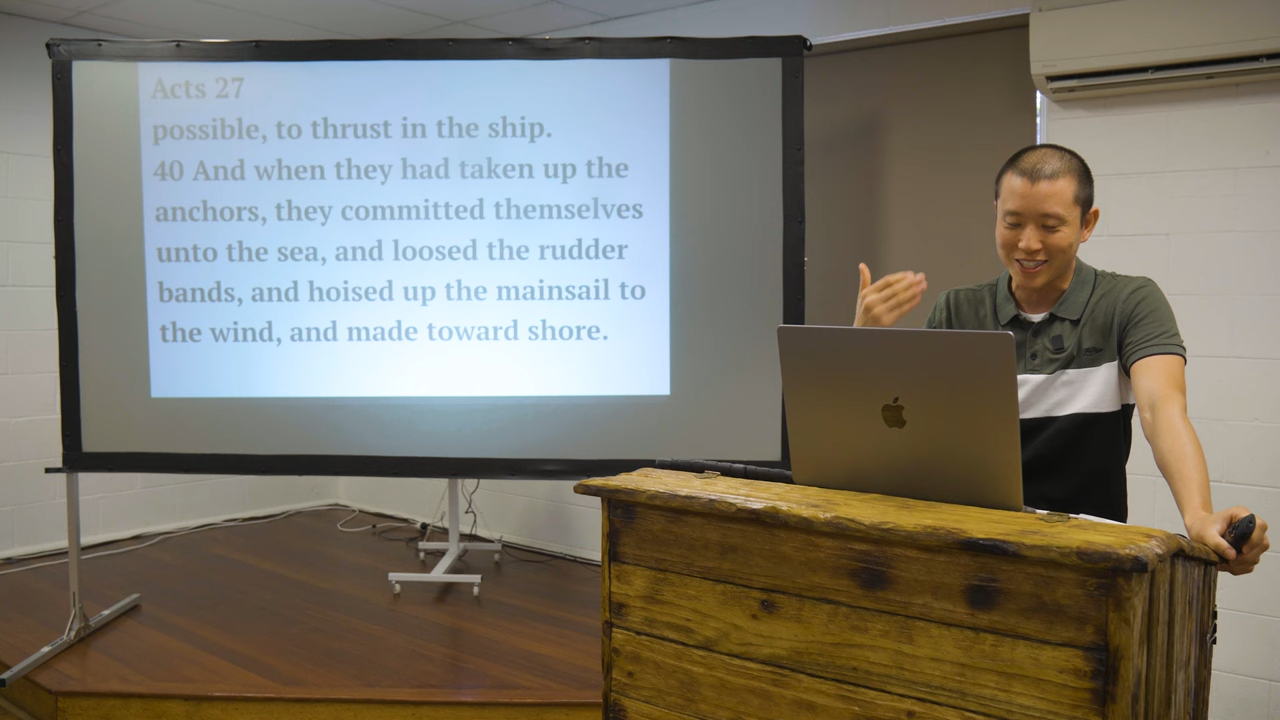 Acts 27
possible, to thrust in the ship.
40 And when they had taken up the
anchors, they committed themselves
unto the sea, and loosed the rudder
bands, and hoised up the mainsail to
the wind, and made toward shore.